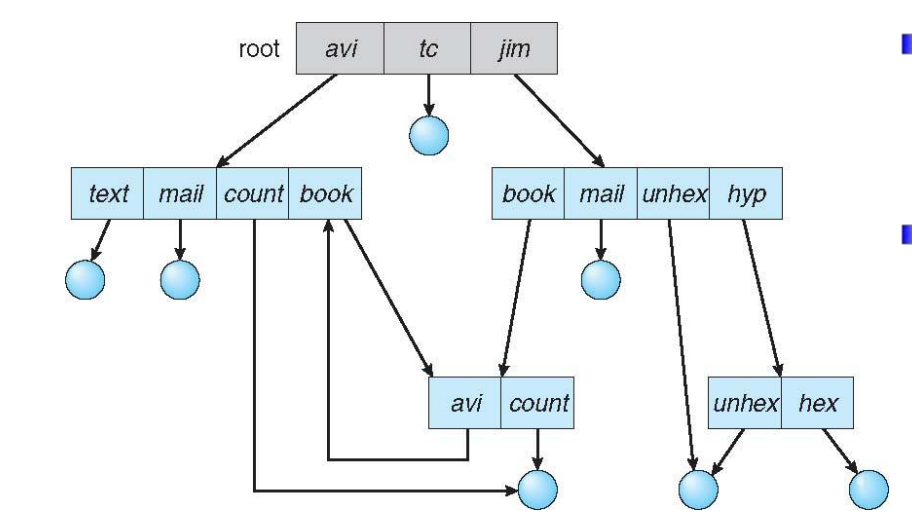 root avi tc jim
text mail count book book mail unhex hyp
avi count unhex hex